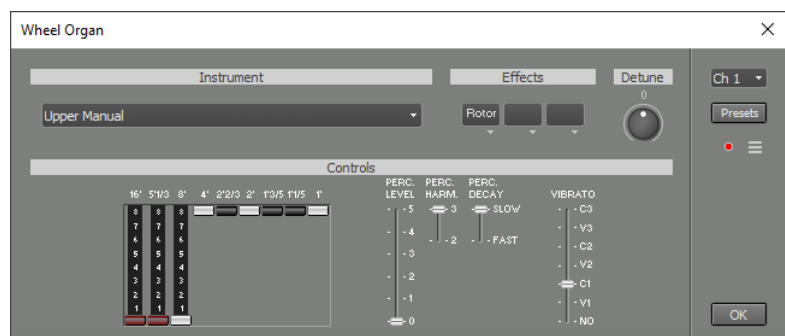 Wheel Organ
Instrument
Effects
Detune
Ch 1
0
Upper Manual
Rotor
Presets
Controls
16' 5'1/3 8' 4' 2'2/3 2' 1'3/5 1'1/5 1'
PERC. LEVEL
PERC. HARM.
PERC. DECAY
VIBRATO
8 8 8
7 7 7
6 6 6
5 5 5
4 4 4
3 3 3
2 2 2
1 1 1
5
4
3
2
1
0
3
2
SLOW
FAST
C3
V3
C2
V2
C1
V1
NO
OK